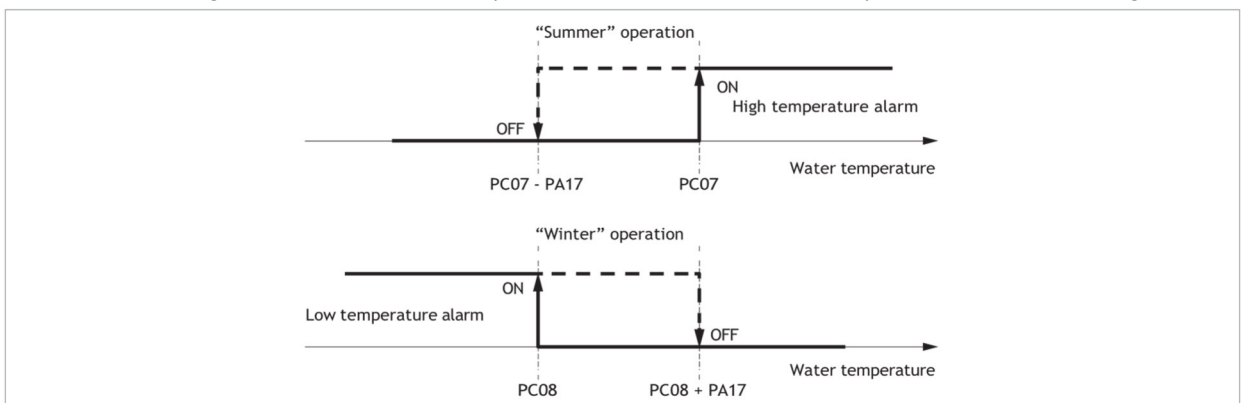 “Summer” operation
ON
High temperature alarm
OFF
Water temperature
PC07 - PA17
PC07
“Winter” operation
ON
Low temperature alarm
OFF
Water temperature
PC08
PC08 + PA17